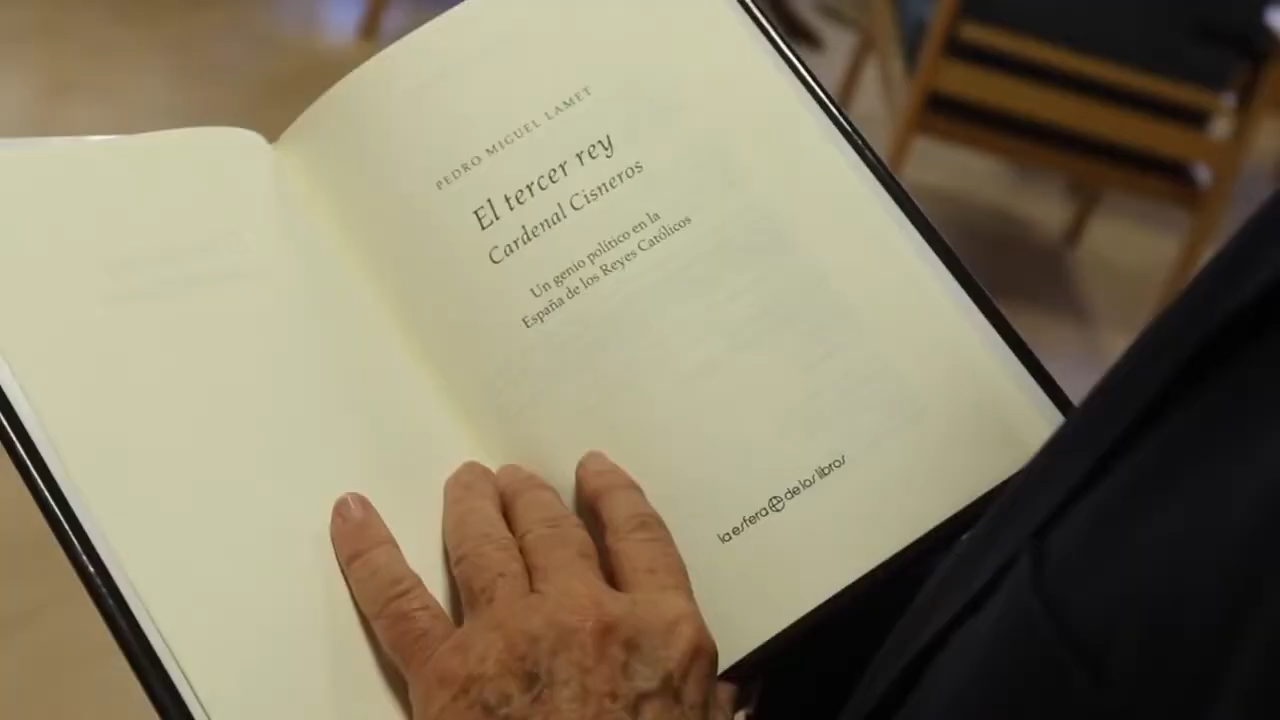 PEDRO MIGUEL LAMET
El tercer rey
Cardenal Cisneros
Un genio político en la
España de los Reyes Católicos
la esfera de los libros